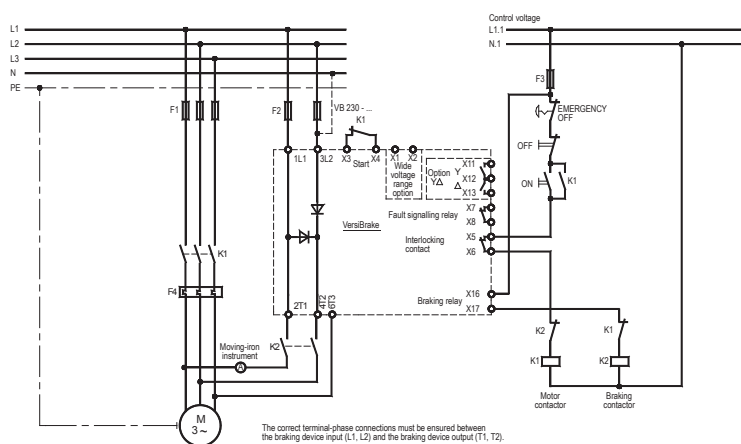 Control voltage
L1
L1.1
L2
N.1
L3
N
PE
F1
F2
VB 230 - ...
K1
F3
EMERGENCY
OFF
OFF
ON
K1
1L1
3L2
X3
X4
X1
X2
Start
Wide
voltage
range
option
Option
Y△
Y
△
X11
X12
X13
Fault signalling relay
X7
X8
VersiBrake
Interlocking
contact
X5
X6
K1
F4
Braking relay
X16
X17
2T1
4T2
6T3
Moving-iron
instrument
A
K2
K2
K1
K1
K2
Motor
contactor
Braking
contactor
M
3~
The correct terminal-phase connections must be ensured between
the braking device input (L1, L2) and the braking device output (T1, T2).